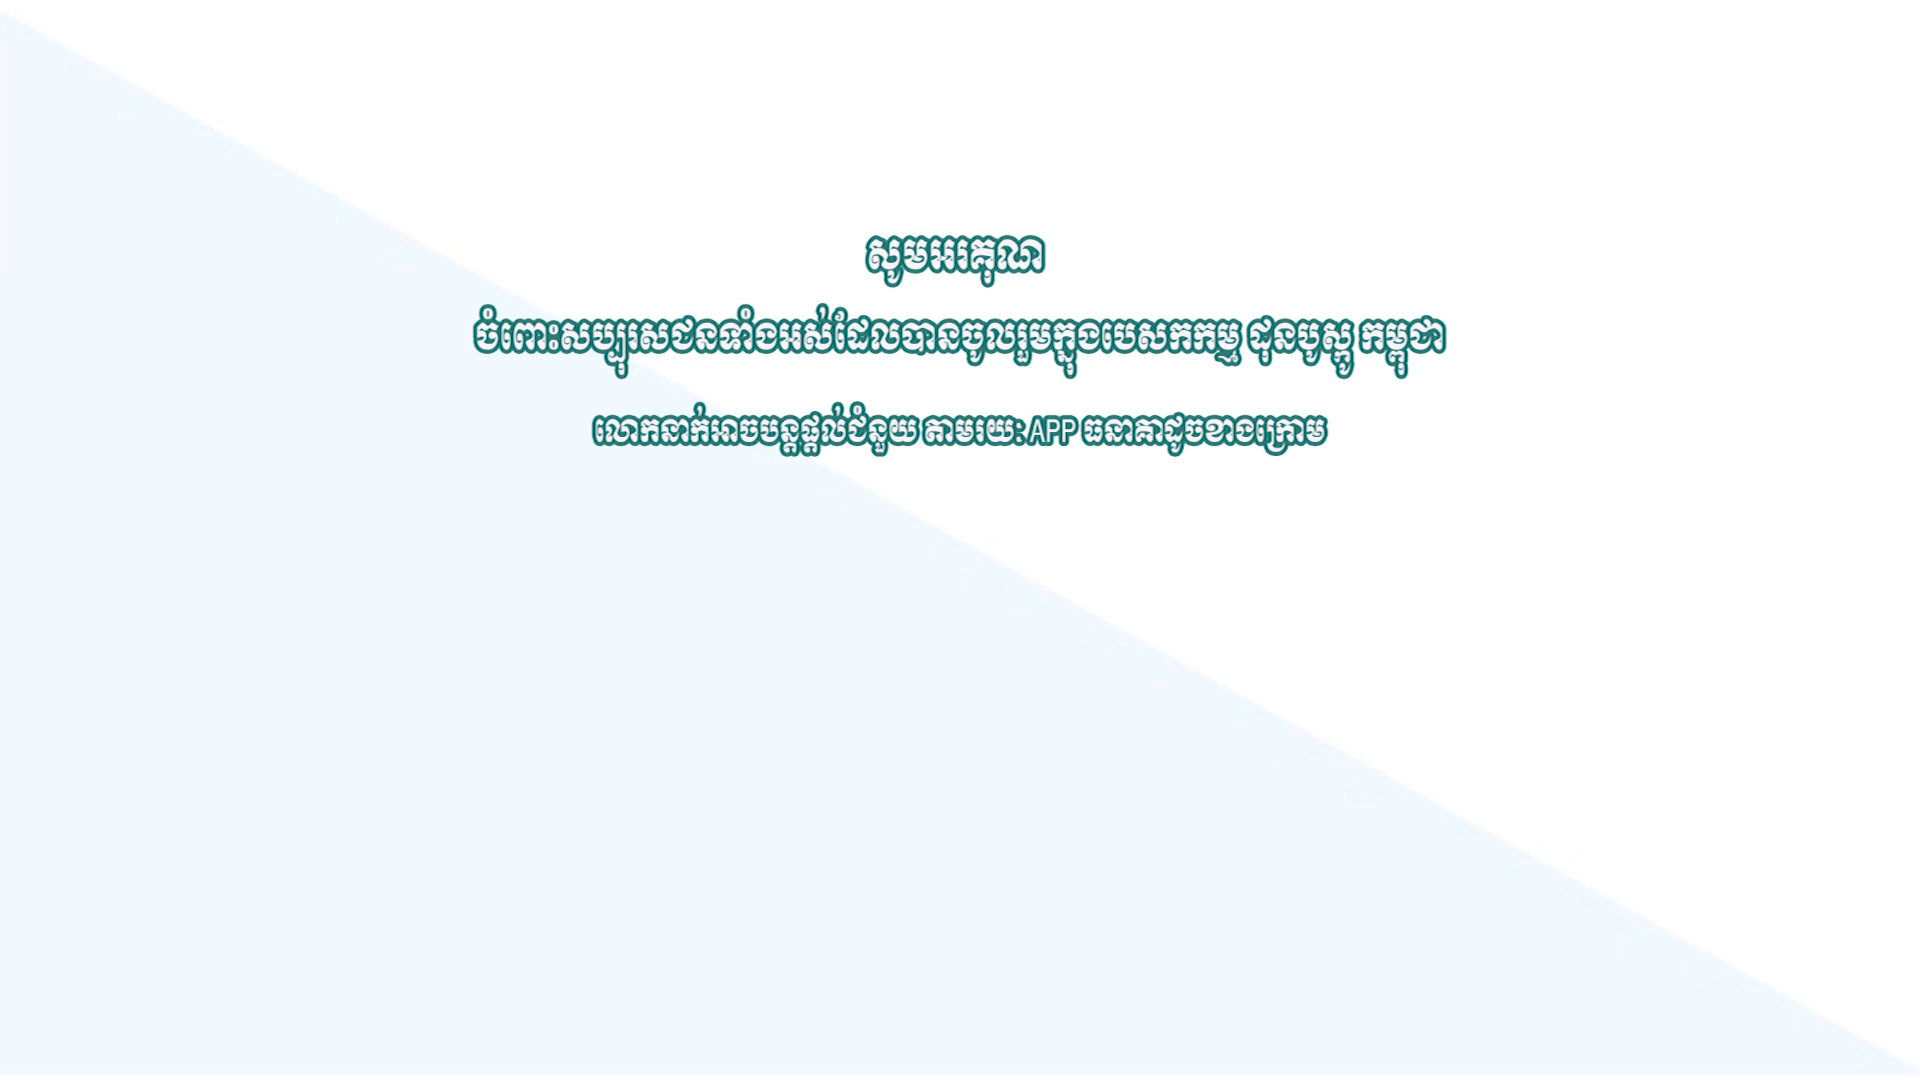 សូមអរគុណ
ចំពោះសប្បុរសជនទាំងអស់ដែលបានចូលរួមក្នុងបេសកកម្ម ដុនបូស្កូ កម្ពុជា
លោកនាក់អាចបន្តផ្តល់ជំនួយ តាមរយៈ APP ធនាគាដូចខាងក្រោម